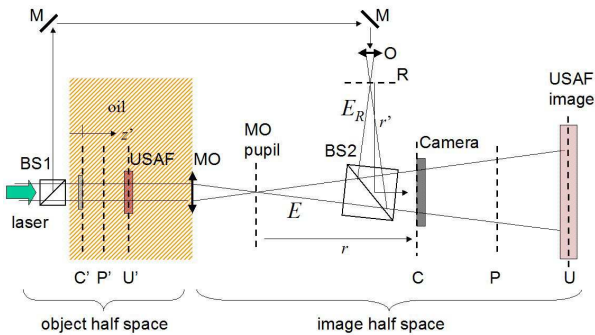 M
M
O
R
oil
z'
E_R
r'
USAF image
BS1
USAF
MO
MO pupil
BS2
Camera
laser
E
r
C'
P'
U'
C
P
U
object half space
image half space